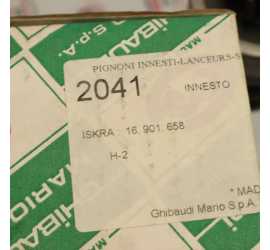 PIGNONI INNESTI-LANCEURS-S
2041 INNESTO
ISKRA : 16.901.658
H-2
* MAD
Ghibaudi Mario S.p.A.